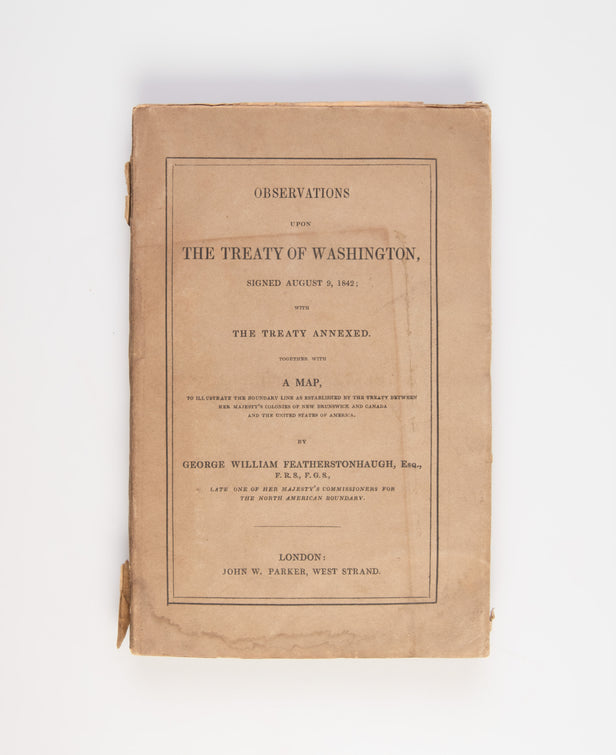 OBSERVATIONS
UPON
THE TREATY OF WASHINGTON,
SIGNED AUGUST 9, 1842;
WITH
THE TREATY ANNEXED.
TOGETHER WITH
A MAP,
TO ILLUSTRATE THE BOUNDARY LINE AS ESTABLISHED BY THE TREATY BETWEEN
HER MAJESTY'S COLONIES OF NEW BRUNSWICK AND CANADA
AND THE UNITED STATES OF AMERICA.
BY
GEORGE WILLIAM FEATHERSTONHAUGH, Esq.,
F.R.S., F.G.S.,
LATE ONE OF HER MAJESTY'S COMMISSIONERS FOR
THE NORTH AMERICAN BOUNDARY.
LONDON:
JOHN W. PARKER, WEST STRAND.